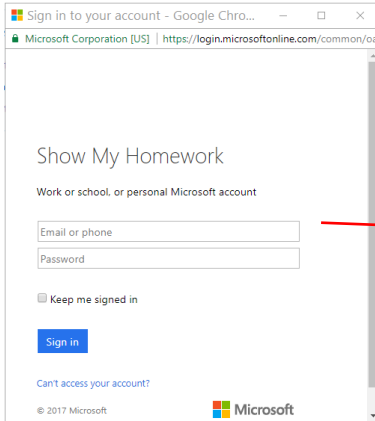 Sign in to your account - Google Chro...
Microsoft Corporation [US] | https://login.microsoftonline.com/common/oa
Show My Homework
Work or school, or personal Microsoft account
Email or phone
Password
Keep me signed in
Sign in
Can't access your account?
© 2017 Microsoft
Microsoft